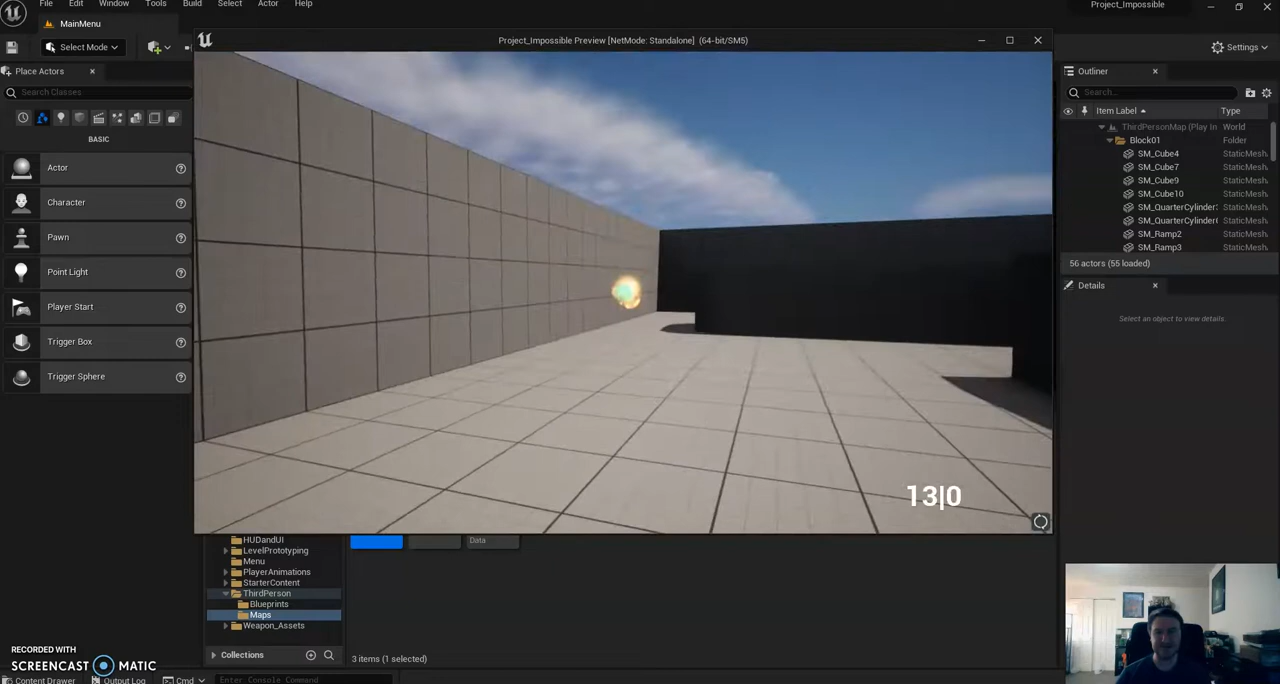 File Edit Window Tools Build Select Actor Help
Project_Impossible
MainMenu
Select Mode
Settings
Project_Impossible Preview [NetMode: Standalone] (64-bit/SM5)
Place Actors
Search Classes
BASIC
Actor
Character
Pawn
Point Light
Player Start
Trigger Box
Trigger Sphere
Outliner
Search...
Item Label Type
ThirdPersonMap (Play In World
Block01 Folder
SM_Cube4 StaticMesh
SM_Cube7 StaticMesh
SM_Cube9 StaticMesh
SM_Cube10 StaticMesh
SM_QuarterCylinder StaticMesh
SM_QuarterCylinder StaticMesh
SM_Ramp2 StaticMesh
SM_Ramp3 StaticMesh
56 actors (55 loaded)
Details
Select an object to view details.
13|0
HUDandUI
LevelPrototyping
Menu
PlayerAnimations
StarterContent
ThirdPerson
Blueprints
Maps
Weapon_Assets
Data
Collections
3 items (1 selected)
RECORDED WITH
SCREENCAST MATIC
Content Drawer Output Log Cmd Enter Console Command